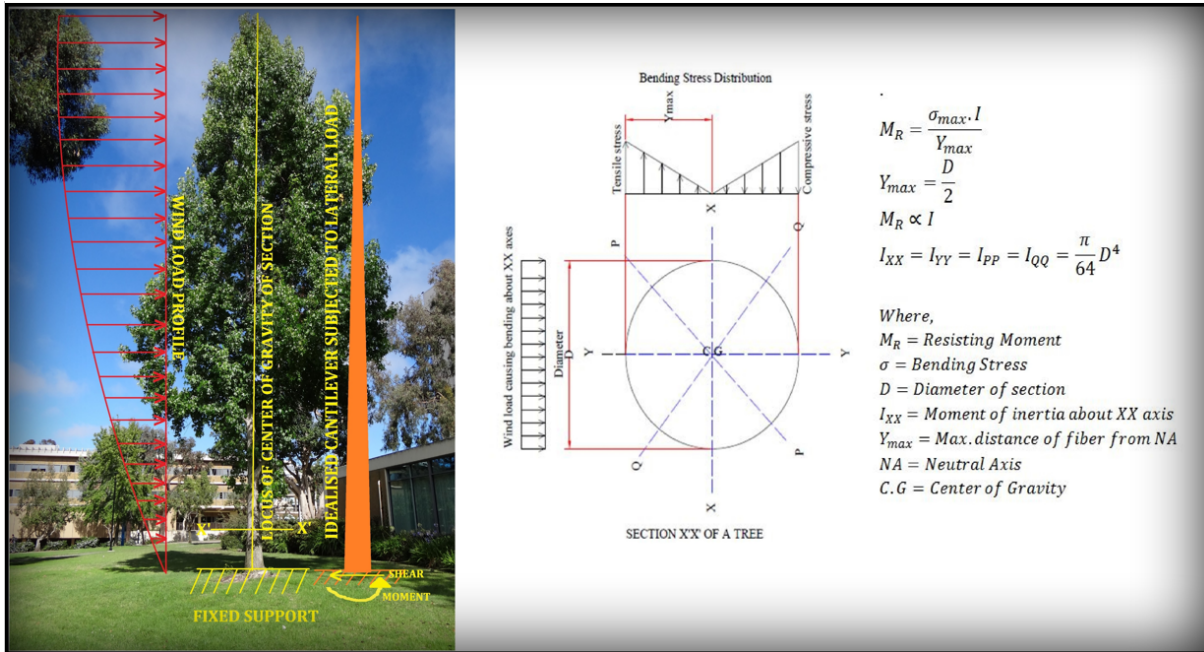 WIND LOAD PROFILE
LOCUS OF CENTER OF GRAVITY OF SECTION
IDEALISED CANTILEVER SUBJECTED TO LATERAL LOAD
X' X'
SHEAR
MOMENT
FIXED SUPPORT
Bending Stress Distribution
Ymax
Tensile stress
Compressive stress
X
P
Q
Wind load causing bending about XX axes
Diameter
D
Y
C G
Y
Q
P
X
SECTION X'X' OF A TREE
.
M_R = σ_max.I / Y_max
Y_max = D / 2
M_R ∝ I
I_XX = I_YY = I_PP = I_QQ = π/64 D⁴
Where,
M_R = Resisting Moment
σ = Bending Stress
D = Diameter of section
I_XX = Moment of inertia about XX axis
Y_max = Max. distance of fiber from NA
NA = Neutral Axis
C.G = Center of Gravity